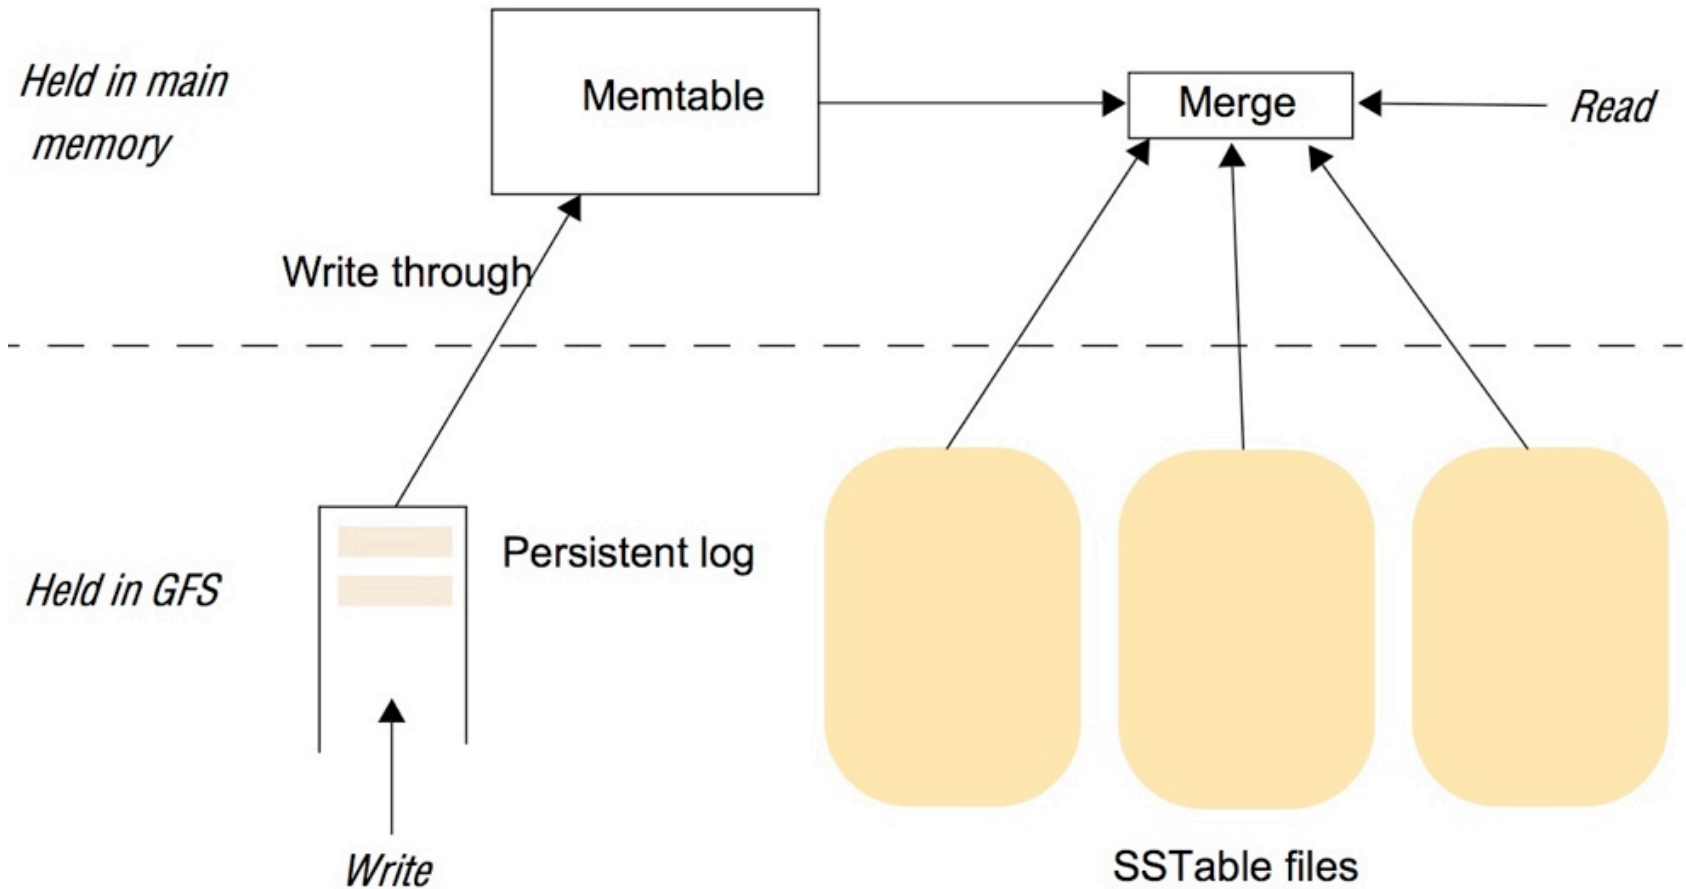 Held in main
memory
Memtable
Merge
Read
Write through
Held in GFS
Persistent log
Write
SSTable files